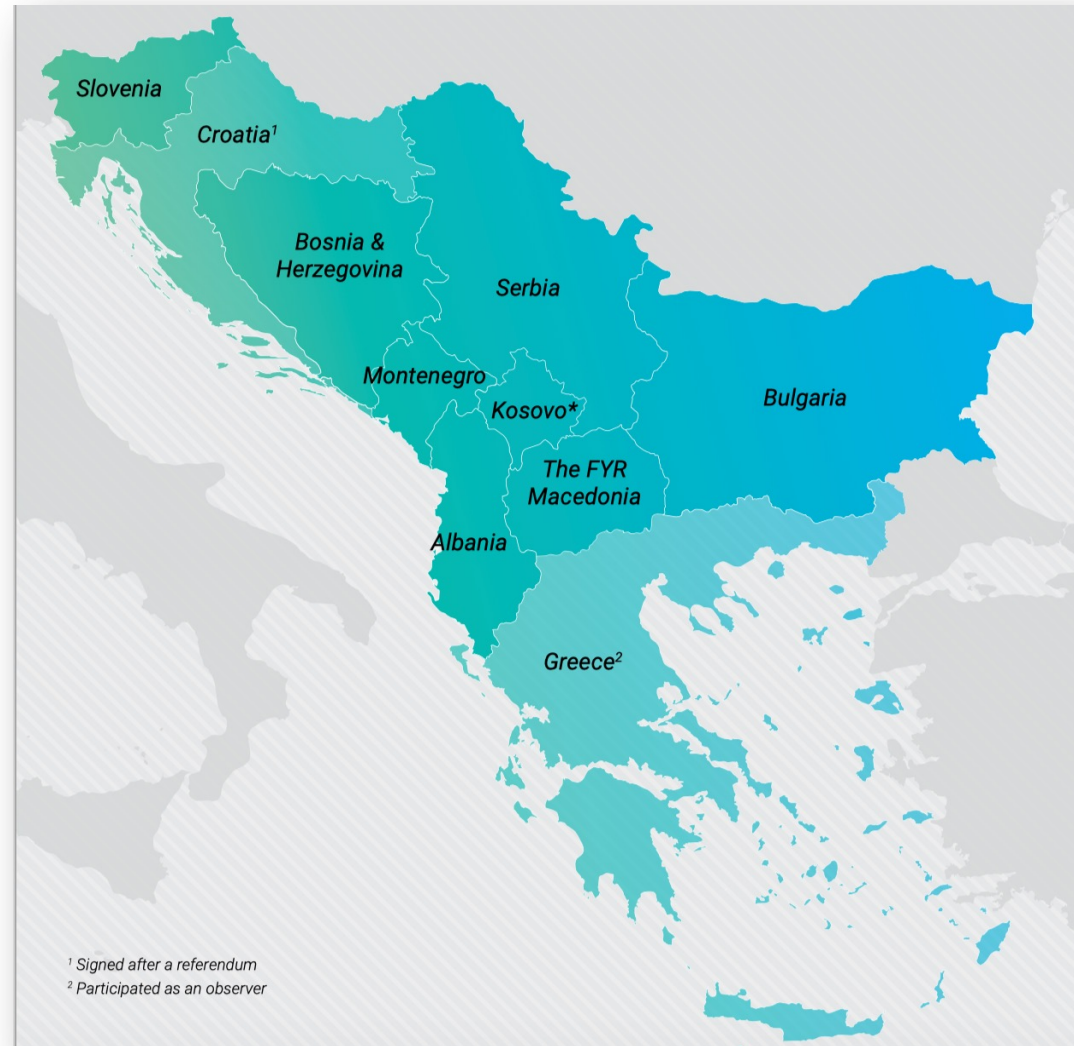 Slovenia
Croatia¹
Bosnia &
Herzegovina
Serbia
Montenegro
Kosovo*
Bulgaria
The FYR
Macedonia
Albania
Greece²
¹ Signed after a referendum
² Participated as an observer